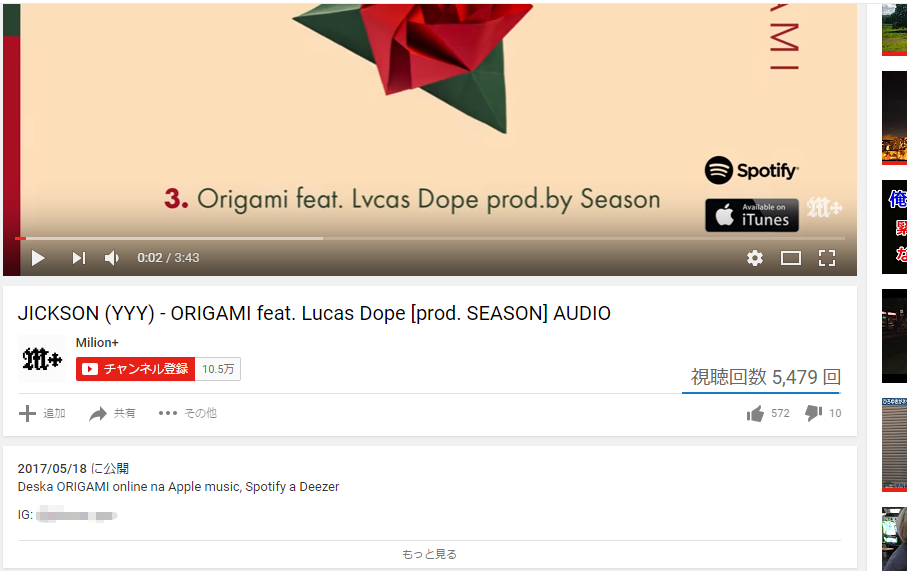 AMI
Spotify
3. Origami feat. Lvcas Dope prod.by Season
Available on
iTunes
M+
0:02 / 3:43
JICKSON (YYY) - ORIGAMI feat. Lucas Dope [prod. SEASON] AUDIO
M+
Milion+
チャンネル登録 10.5万
視聴回数 5,479 回
追加 共有 その他 572 10
2017/05/18 に公開
Deska ORIGAMI online na Apple music, Spotify a Deezer
IG:
もっと見る
俺
な